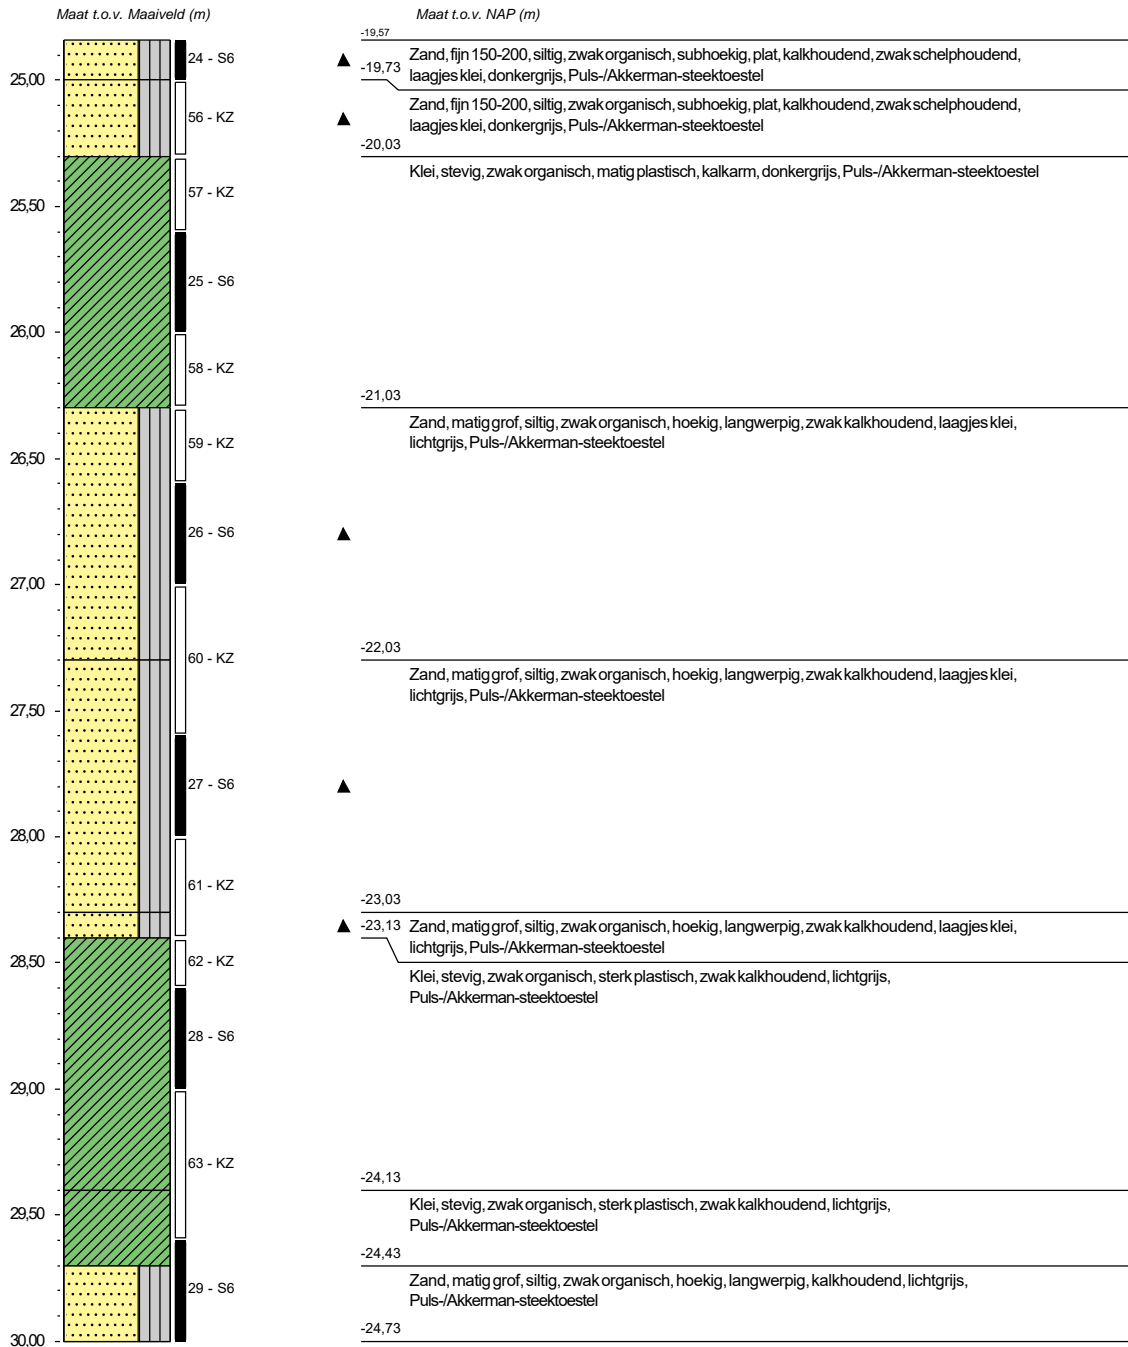 Maat t.o.v. Maaiveld (m)
Maat t.o.v. NAP (m)
-19,57
24 - S6
Zand, fijn 150-200, siltig, zwak organisch, subhoekig, plat, kalkhoudend, zwak schelphoudend,
laagjes klei, donkergrijs, Puls-/Akkerman-steektoestel
-19,73
25,00
56 - KZ
Zand, fijn 150-200, siltig, zwak organisch, subhoekig, plat, kalkhoudend, zwak schelphoudend,
laagjes klei, donkergrijs, Puls-/Akkerman-steektoestel
-20,03
Klei, stevig, zwak organisch, matig plastisch, kalkarm, donkergrijs, Puls-/Akkerman-steektoestel
57 - KZ
25,50
25 - S6
26,00
58 - KZ
-21,03
Zand, matig grof, siltig, zwak organisch, hoekig, langwerpig, zwak kalkhoudend, laagjes klei,
lichtgrijs, Puls-/Akkerman-steektoestel
59 - KZ
26,50
26 - S6
27,00
60 - KZ
-22,03
Zand, matig grof, siltig, zwak organisch, hoekig, langwerpig, zwak kalkhoudend, laagjes klei,
lichtgrijs, Puls-/Akkerman-steektoestel
27,50
27 - S6
28,00
61 - KZ
-23,03
-23,13
Zand, matig grof, siltig, zwak organisch, hoekig, langwerpig, zwak kalkhoudend, laagjes klei,
lichtgrijs, Puls-/Akkerman-steektoestel
62 - KZ
28,50
Klei, stevig, zwak organisch, sterk plastisch, zwak kalkhoudend, lichtgrijs,
Puls-/Akkerman-steektoestel
28 - S6
29,00
63 - KZ
-24,13
Klei, stevig, zwak organisch, sterk plastisch, zwak kalkhoudend, lichtgrijs,
Puls-/Akkerman-steektoestel
29,50
-24,43
29 - S6
Zand, matig grof, siltig, zwak organisch, hoekig, langwerpig, kalkhoudend, lichtgrijs,
Puls-/Akkerman-steektoestel
-24,73
30,00